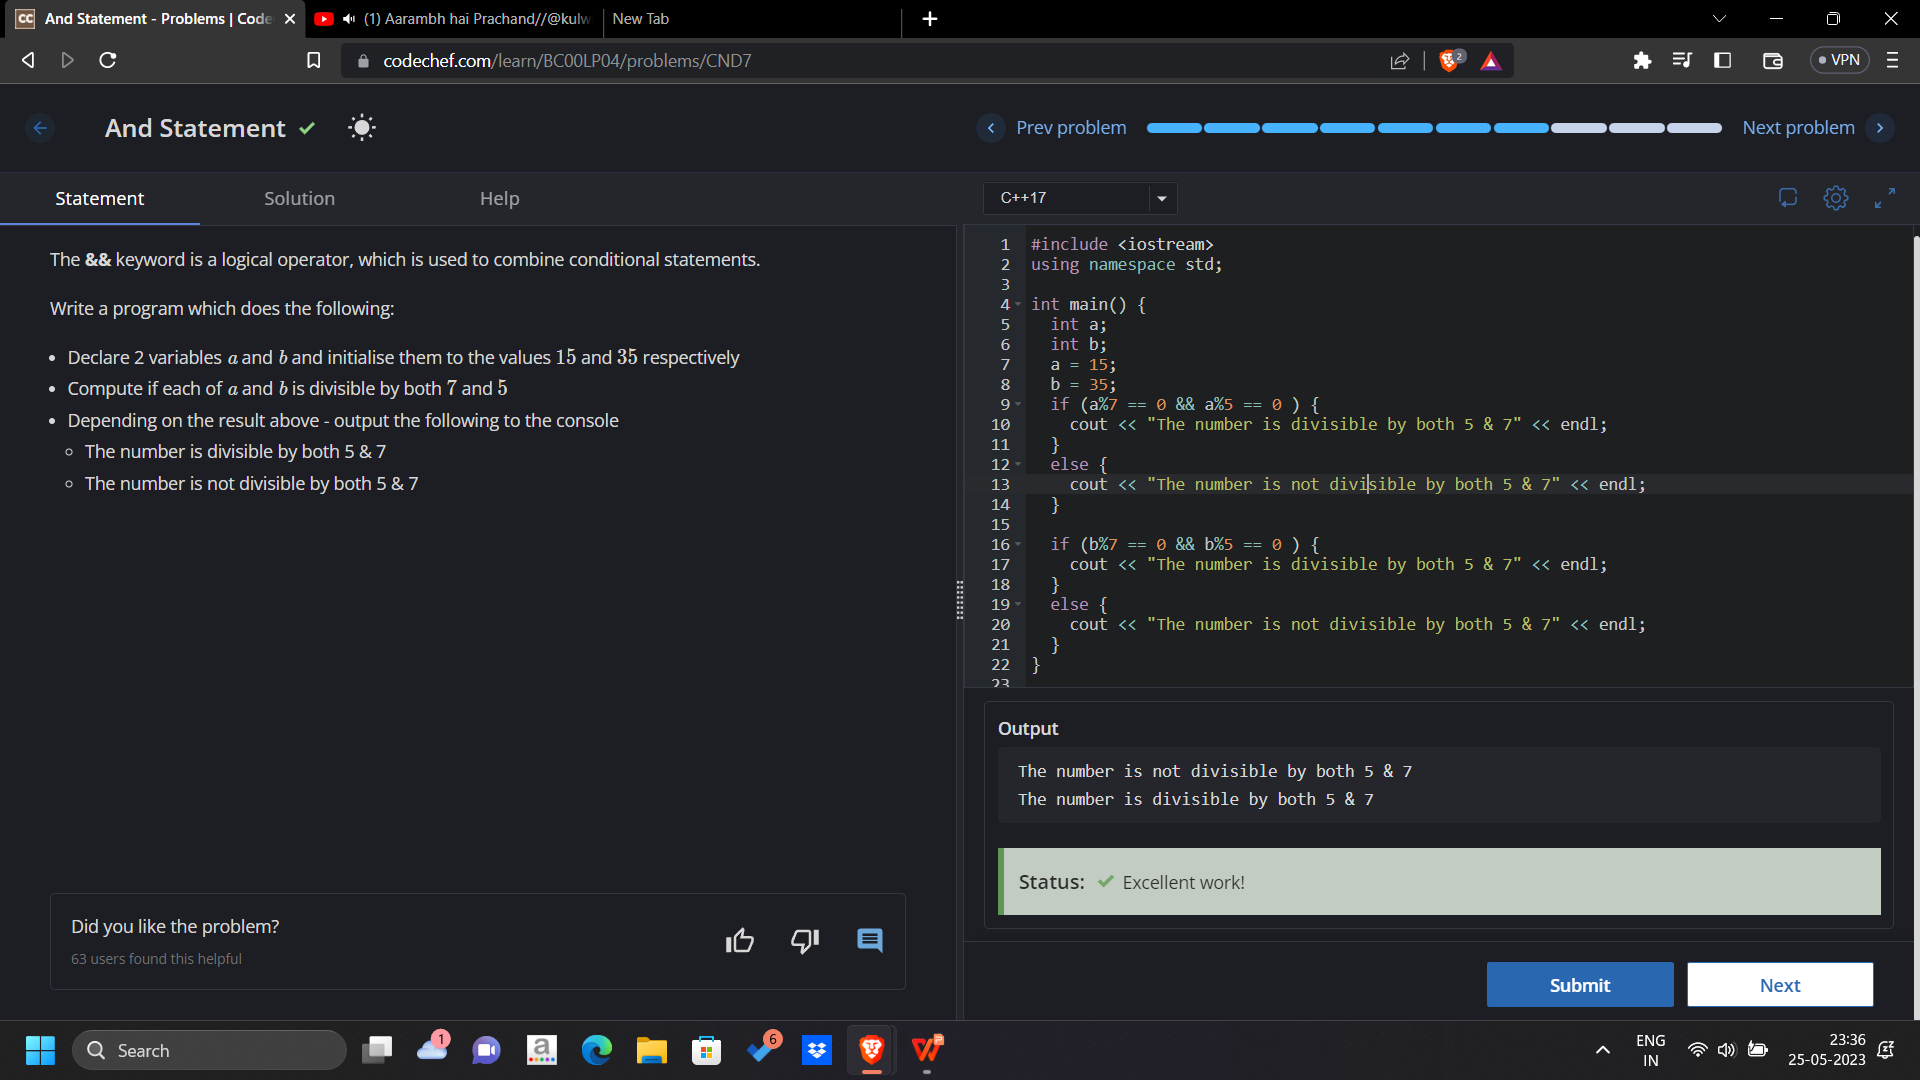 And Statement - Problems | Code
(1) Aarambh hai Prachand//@kulw
New Tab
codechef.com/learn/BC00LP04/problems/CND7
2
VPN
And Statement
Prev problem
Next problem
Statement
Solution
Help
C++17
The && keyword is a logical operator, which is used to combine conditional statements.
Write a program which does the following:
• Declare 2 variables a and b and initialise them to the values 15 and 35 respectively
• Compute if each of a and b is divisible by both 7 and 5
• Depending on the result above - output the following to the console
○ The number is divisible by both 5 & 7
○ The number is not divisible by both 5 & 7
Did you like the problem?
63 users found this helpful
1 #include <iostream>
2 using namespace std;
3
4 int main() {
5   int a;
6   int b;
7   a = 15;
8   b = 35;
9   if (a%7 == 0 && a%5 == 0 ) {
10     cout << "The number is divisible by both 5 & 7" << endl;
11   }
12   else {
13     cout << "The number is not divisible by both 5 & 7" << endl;
14   }
15
16   if (b%7 == 0 && b%5 == 0 ) {
17     cout << "The number is divisible by both 5 & 7" << endl;
18   }
19   else {
20     cout << "The number is not divisible by both 5 & 7" << endl;
21   }
22 }
23
Output
The number is not divisible by both 5 & 7
The number is divisible by both 5 & 7
Status: Excellent work!
Submit
Next
Search
1
6
ENG
IN
23:36
25-05-2023